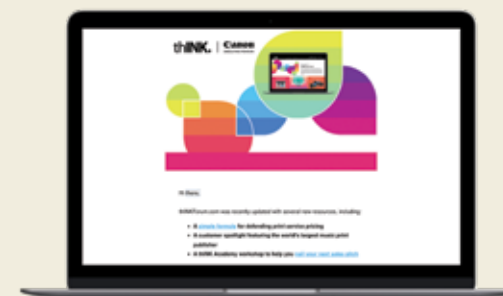 thINK. | Canon
Hi there,
thINKForum.com was recently updated with several new resources, including
• A simple formula for defending print service pricing
• A customer spotlight featuring the world's largest music print
publisher
• A thINK Academy workshop to help you nail your next sales pitch